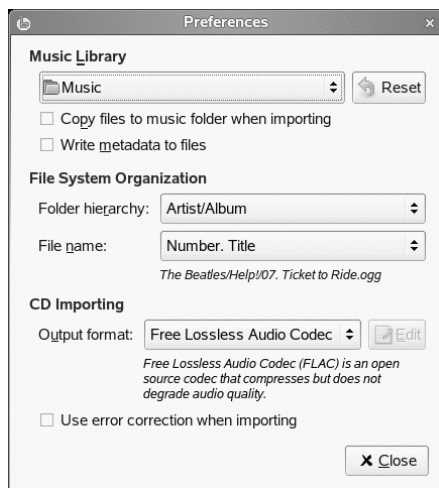 Preferences
Music Library
Music
Reset
Copy files to music folder when importing
Write metadata to files
File System Organization
Folder hierarchy: Artist/Album
File name: Number. Title
The Beatles/Help!/07. Ticket to Ride.ogg
CD Importing
Output format: Free Lossless Audio Codec Edit
Free Lossless Audio Codec (FLAC) is an open
source codec that compresses but does not
degrade audio quality.
Use error correction when importing
Close